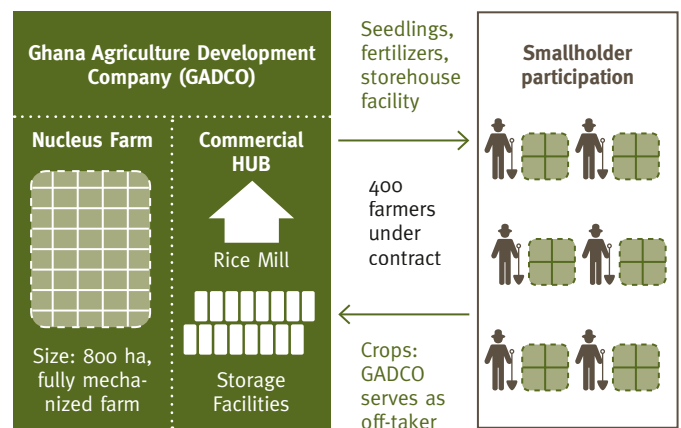 Ghana Agriculture Development
Company (GADCO)
Nucleus Farm
Size: 800 ha,
fully mecha-
nized farm
Commercial
HUB
Rice Mill
Storage
Facilities
Seedlings,
fertilizers,
storehouse
facility
400
farmers
under
contract
Crops:
GADCO
serves as
off-taker
Smallholder
participation